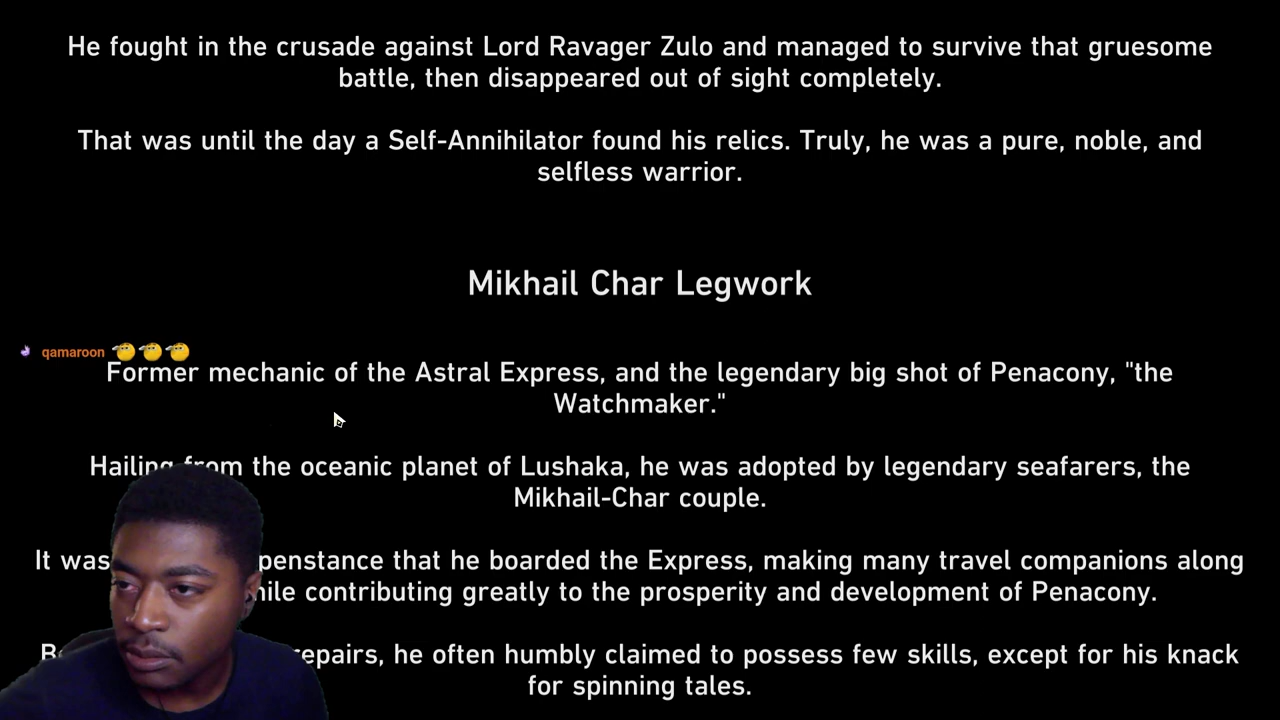 He fought in the crusade against Lord Ravager Zulo and managed to survive that gruesome
battle, then disappeared out of sight completely.
That was until the day a Self-Annihilator found his relics. Truly, he was a pure, noble, and
selfless warrior.
Mikhail Char Legwork
qamaroon
Former mechanic of the Astral Express, and the legendary big shot of Penacony, "the
Watchmaker."
Hailing from the oceanic planet of Lushaka, he was adopted by legendary seafarers, the
Mikhail-Char couple.
It was penstance that he boarded the Express, making many travel companions along
contributing greatly to the prosperity and development of Penacony.
repairs, he often humbly claimed to possess few skills, except for his knack
for spinning tales.